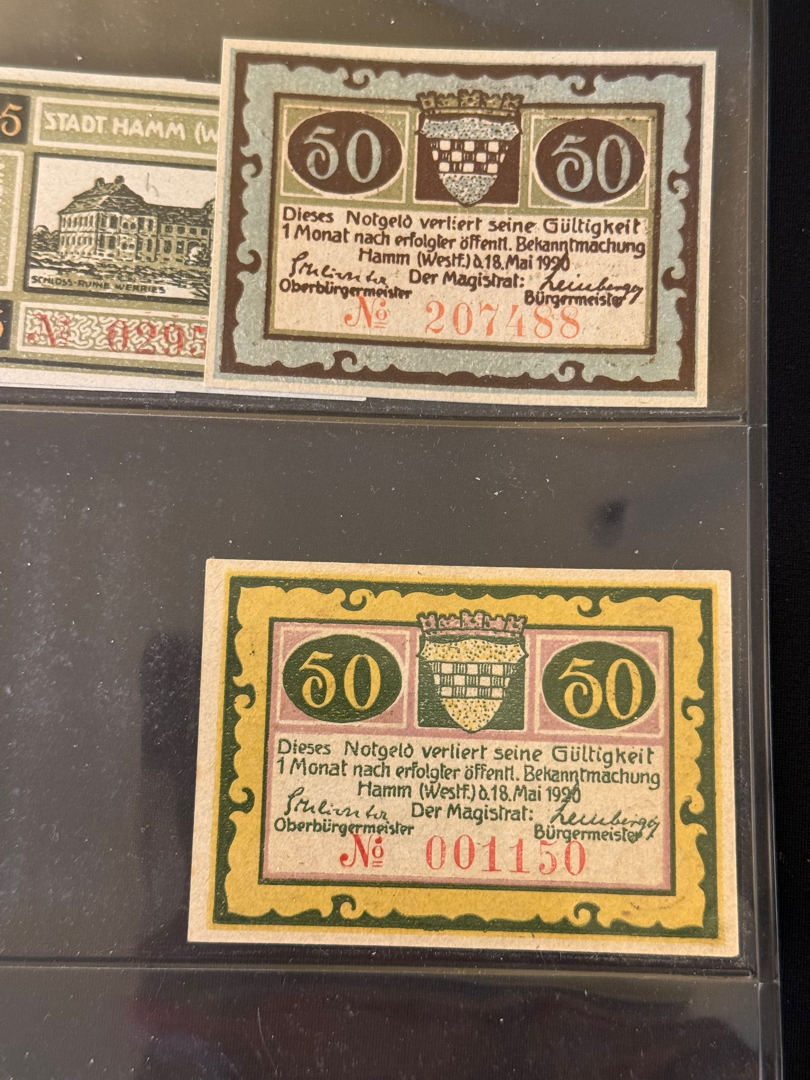 5
STADT HAMM (W
SCHLOSS-RUINE WERRIES
№ 0295
50
50
Dieses Notgeld verliert seine Gültigkeit
1 Monat nach erfolgter öffentl. Bekanntmachung
Hamm (Westf.) d. 18. Mai 1920
Der Magistrat:
Oberbürgermeister Bürgermeister
№ 207488
50
50
Dieses Notgeld verliert seine Gültigkeit
1 Monat nach erfolgter öffentl. Bekanntmachung
Hamm (Westf.) d. 18. Mai 1920
Der Magistrat:
Oberbürgermeister Bürgermeister
№ 001150